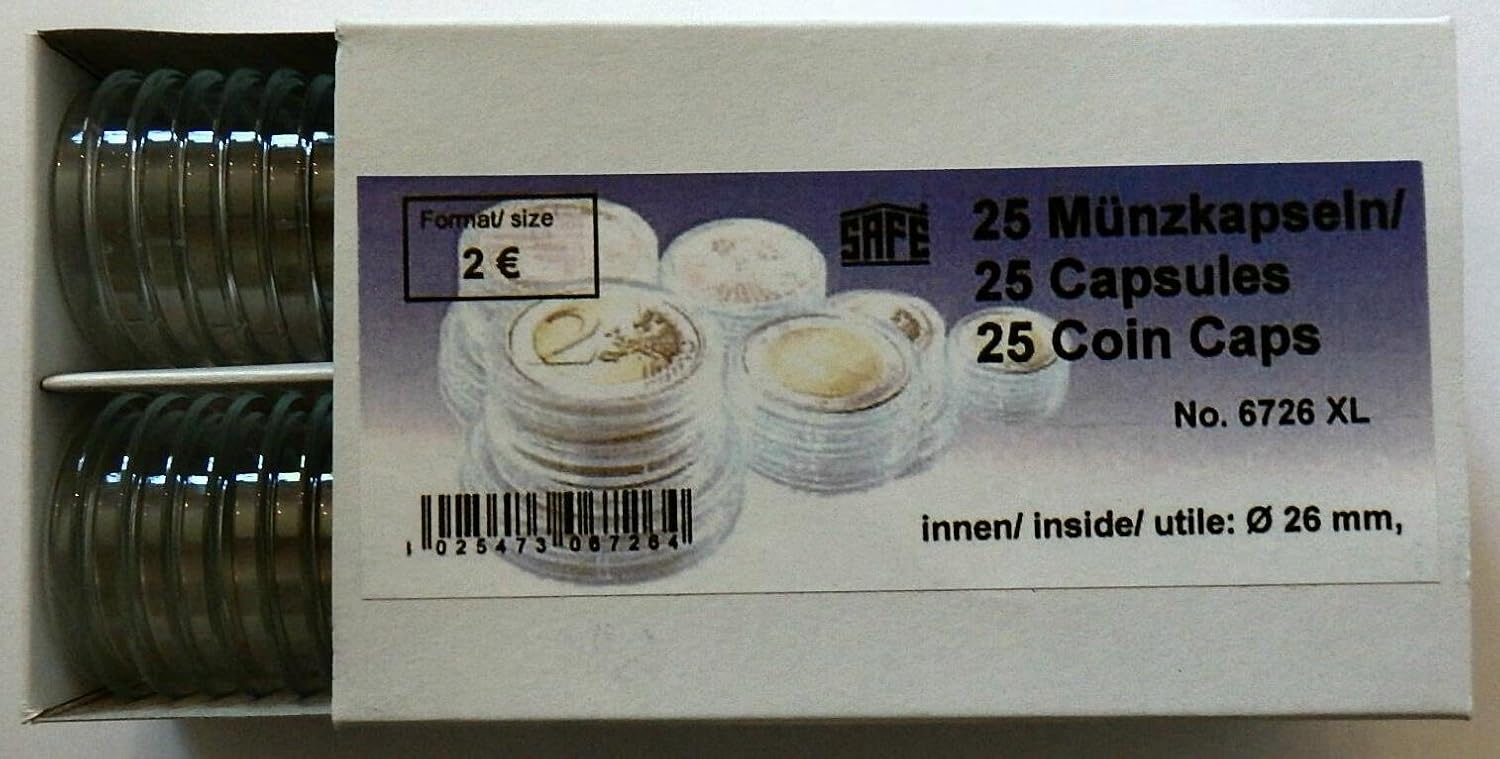 Format/ size
2 €
SAFE
25 Münzkapseln/
25 Capsules
25 Coin Caps
No. 6726 XL
innen/ inside/ utile: Ø 26 mm,
025473 067264